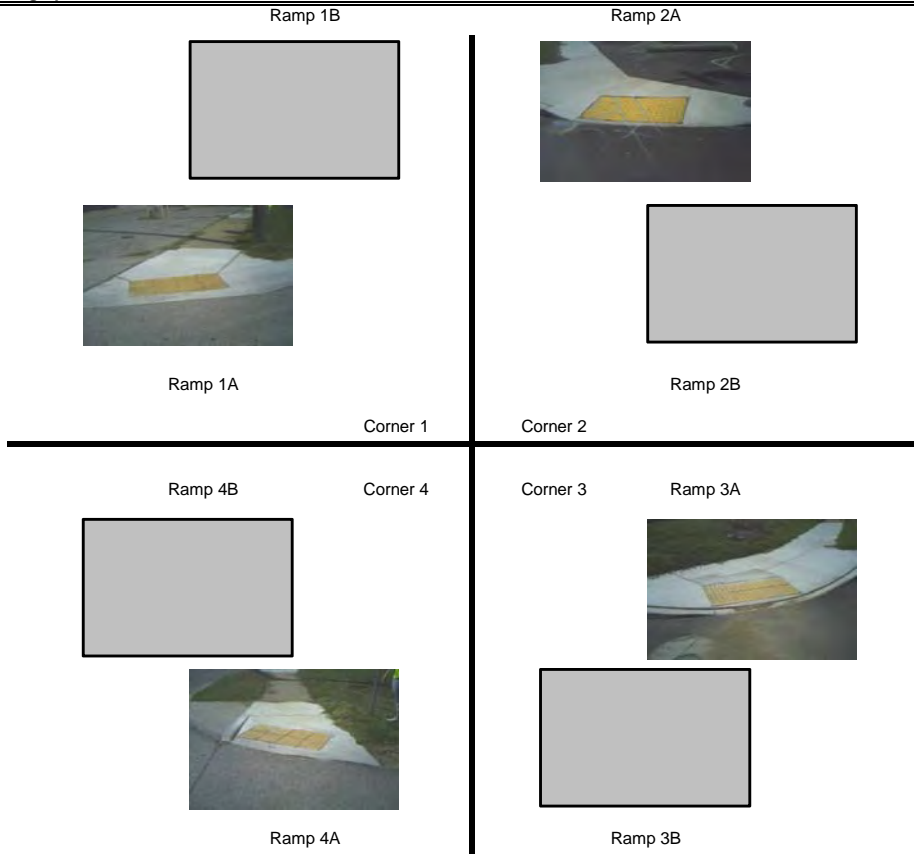 Ramp 1B Ramp 2A
Ramp 1A Ramp 2B
Corner 1 Corner 2
Ramp 4B Corner 4 Corner 3 Ramp 3A
Ramp 4A Ramp 3B